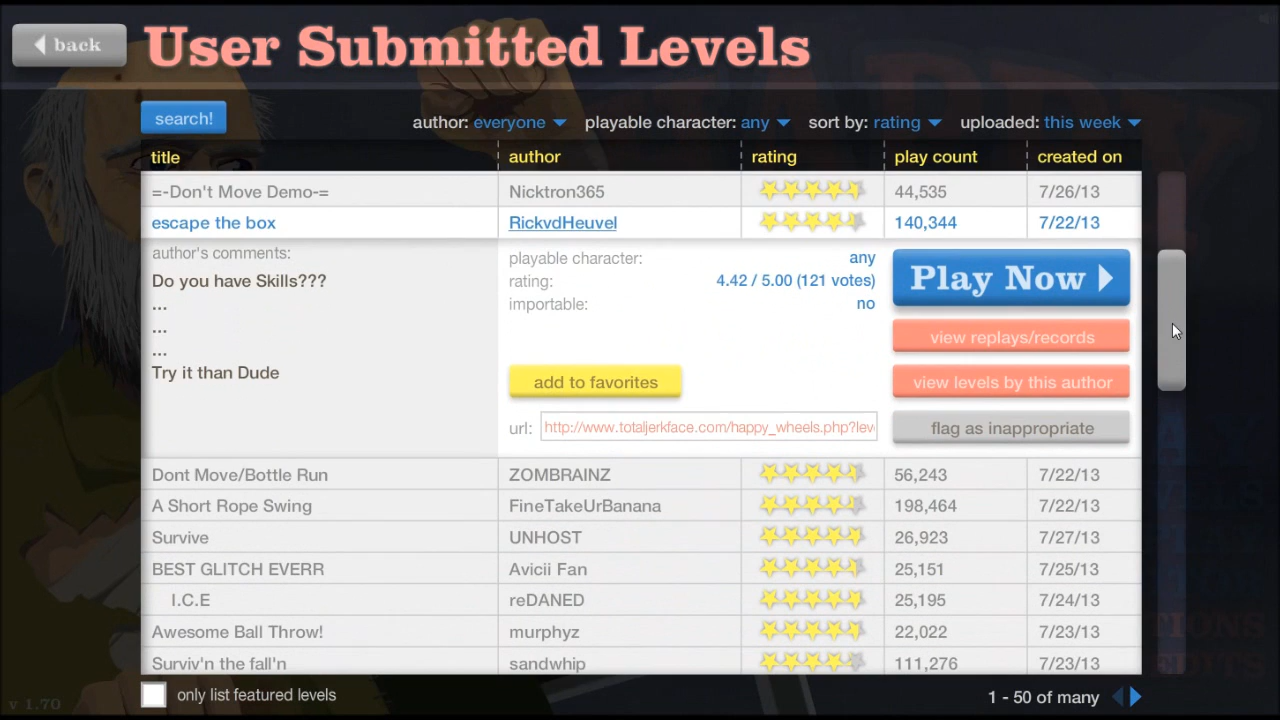 back
User Submitted Levels
search!
author: everyone playable character: any sort by: rating uploaded: this week
title author rating play count created on
=-Don't Move Demo-= Nicktron365 44,535 7/26/13
escape the box RickvdHeuvel 140,344 7/22/13
author's comments:
Do you have Skills???
...
...
...
Try it than Dude
playable character: any
rating: 4.42 / 5.00 (121 votes)
importable: no
add to favorites
url: http://www.totaljerkface.com/happy_wheels.php?lev
Play Now
view replays/records
view levels by this author
flag as inappropriate
Dont Move/Bottle Run ZOMBRAINZ 56,243 7/22/13
A Short Rope Swing FineTakeUrBanana 198,464 7/22/13
Survive UNHOST 26,923 7/27/13
BEST GLITCH EVERR Avicii Fan 25,151 7/25/13
I.C.E reDANED 25,195 7/24/13
Awesome Ball Throw! murphyz 22,022 7/23/13
Surviv'n the fall'n sandwhip 111,276 7/23/13
only list featured levels
1 - 50 of many
v 1.70